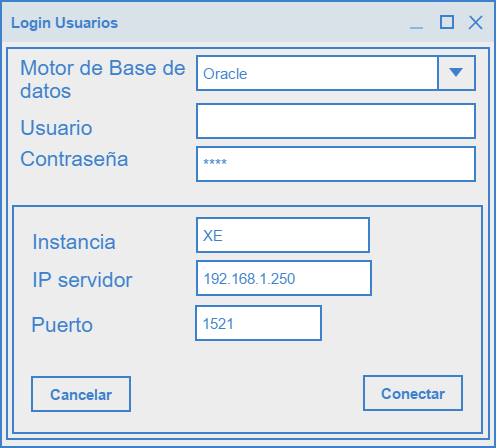 Login Usuarios
Motor de Base de
datos
Oracle
Usuario
Contraseña
****
Instancia
XE
IP servidor
192.168.1.250
Puerto
1521
Cancelar
Conectar